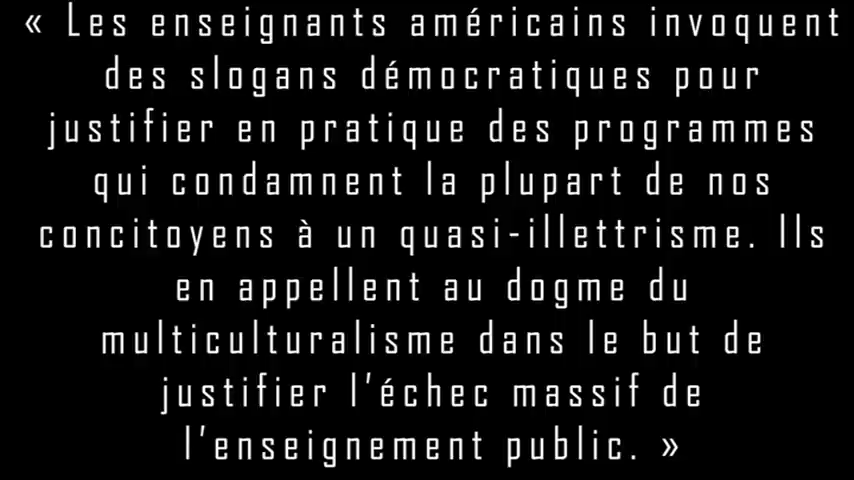 « Les enseignants américains invoquent
des slogans démocratiques pour
justifier en pratique des programmes
qui condamnent la plupart de nos
concitoyens à un quasi-illettrisme. Ils
en appellent au dogme du
multiculturalisme dans le but de
justifier l'échec massif de
l'enseignement public. »